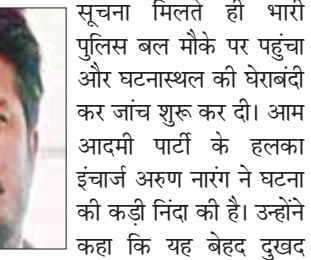 सूचना मिलते ही भारी
पुलिस बल मौके पर पहुंचा
और घटनास्थल की घेराबंदी
कर जांच शुरू कर दी। आम
आदमी पार्टी के हलका
इंचार्ज अरुण नारंग ने घटना
की कड़ी निंदा की है। उन्होंने
कहा कि यह बेहद दुखद